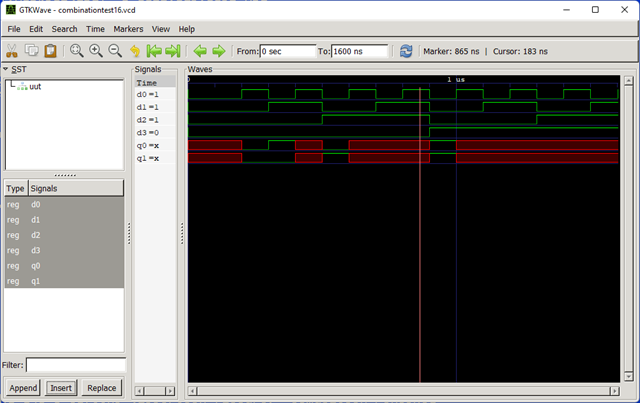 GTKWave - combinationtest16.vcd
File Edit Search Time Markers View Help
From: 0 sec To: 1600 ns Marker: 865 ns | Cursor: 183 ns
SST
uut
Type Signals
reg d0
reg d1
reg d2
reg d3
reg q0
reg q1
Filter:
Append Insert Replace
Signals
Time
d0 =1
d1 =1
d2 =1
d3 =0
q0 =x
q1 =x
Waves
1 us